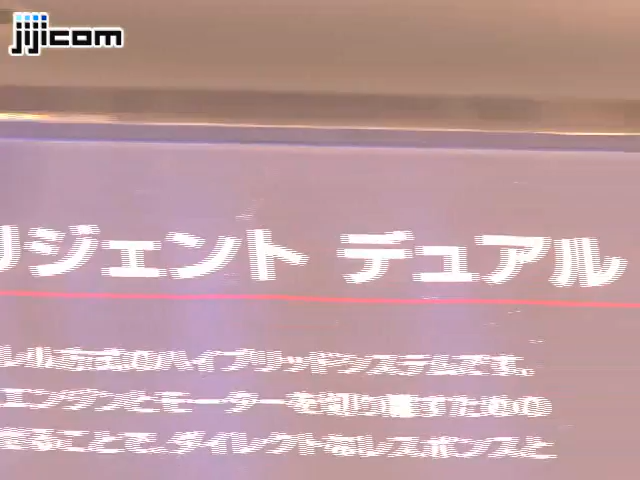 jijicom
リジェント デュアル
レル方式のハイブリッドシステムです。
エンジンとモーターを切り離すための
ることで、ダイレクトなレスポンスと